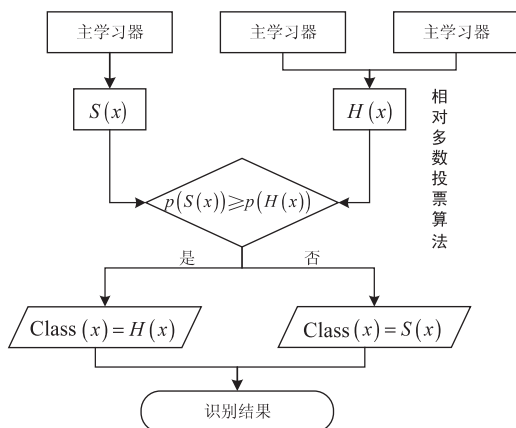 主学习器
主学习器
主学习器
S(x)
H(x)
相对多数投票算法
p(S(x))≥p(H(x))
是
否
Class(x)=H(x)
Class(x)=S(x)
识别结果